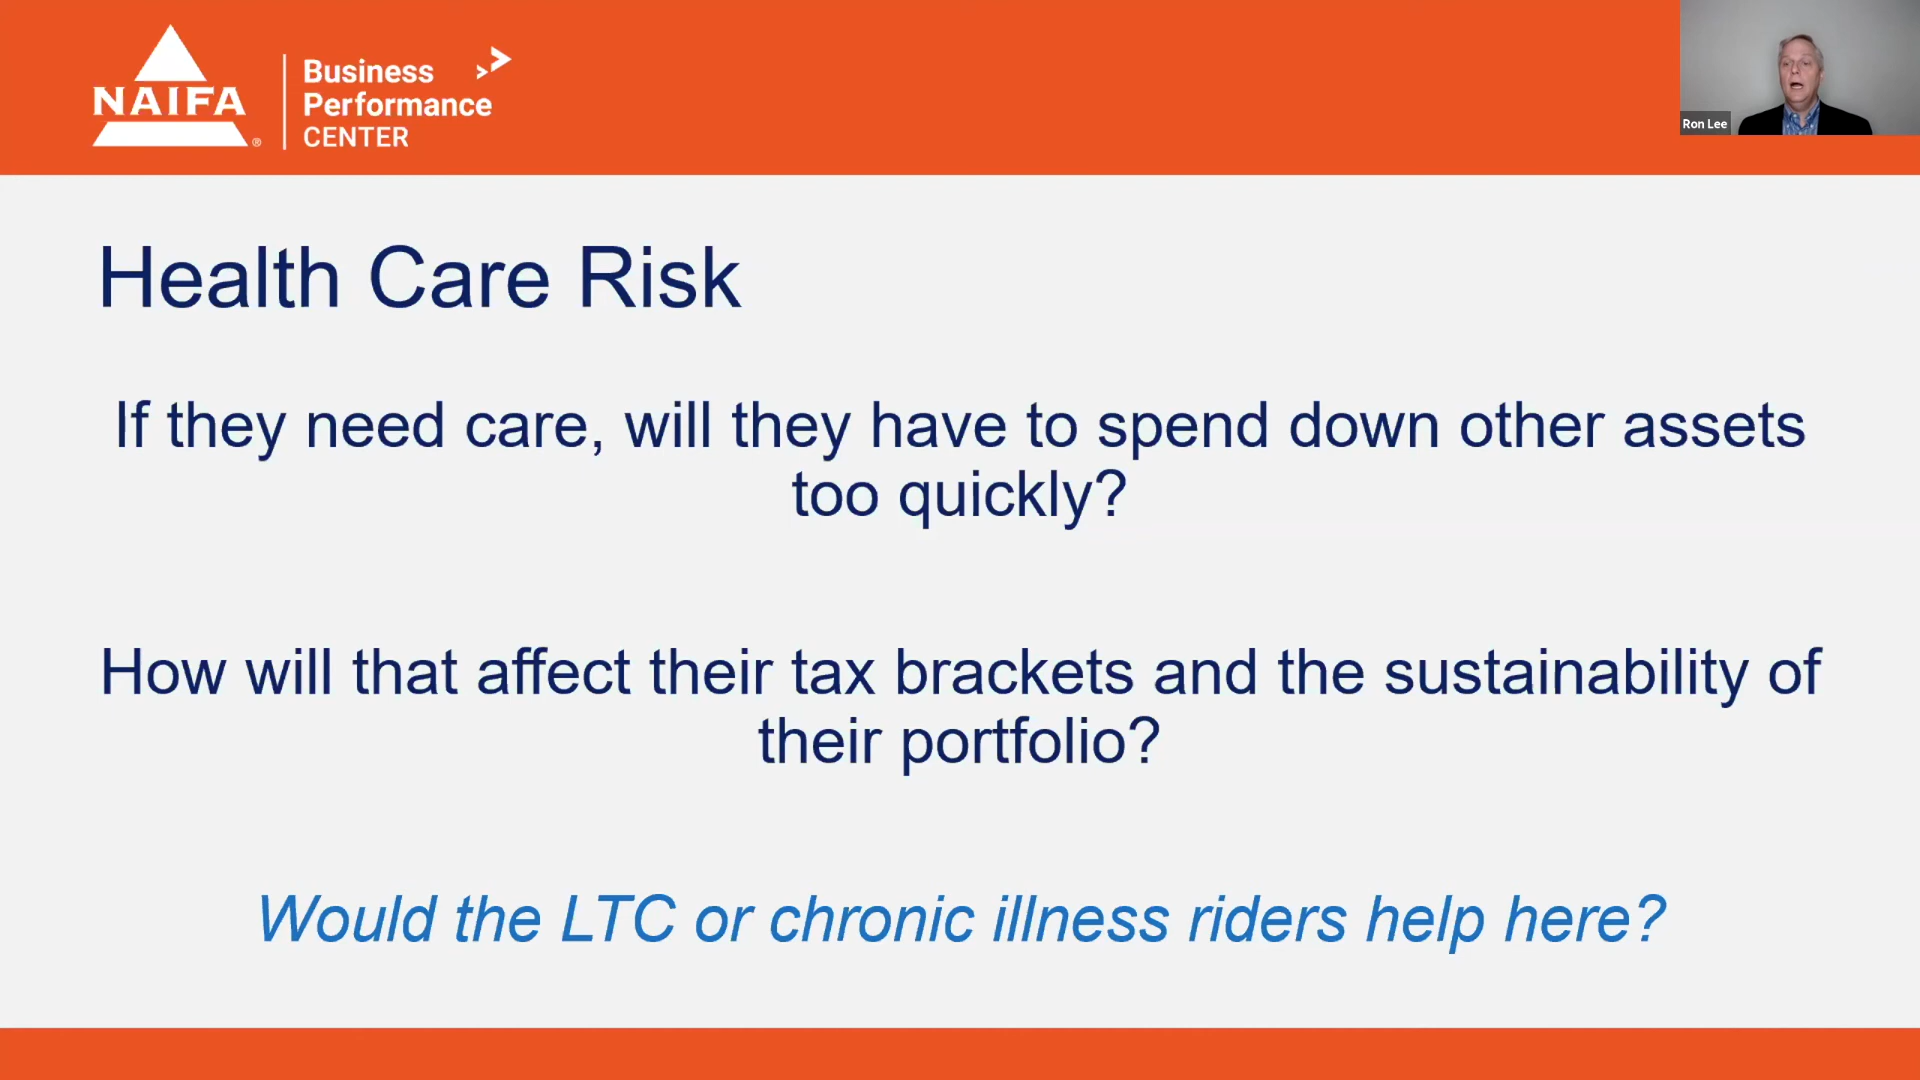 NAIFA
®
Business
Performance
CENTER
Ron Lee
Health Care Risk
If they need care, will they have to spend down other assets
too quickly?
How will that affect their tax brackets and the sustainability of
their portfolio?
Would the LTC or chronic illness riders help here?